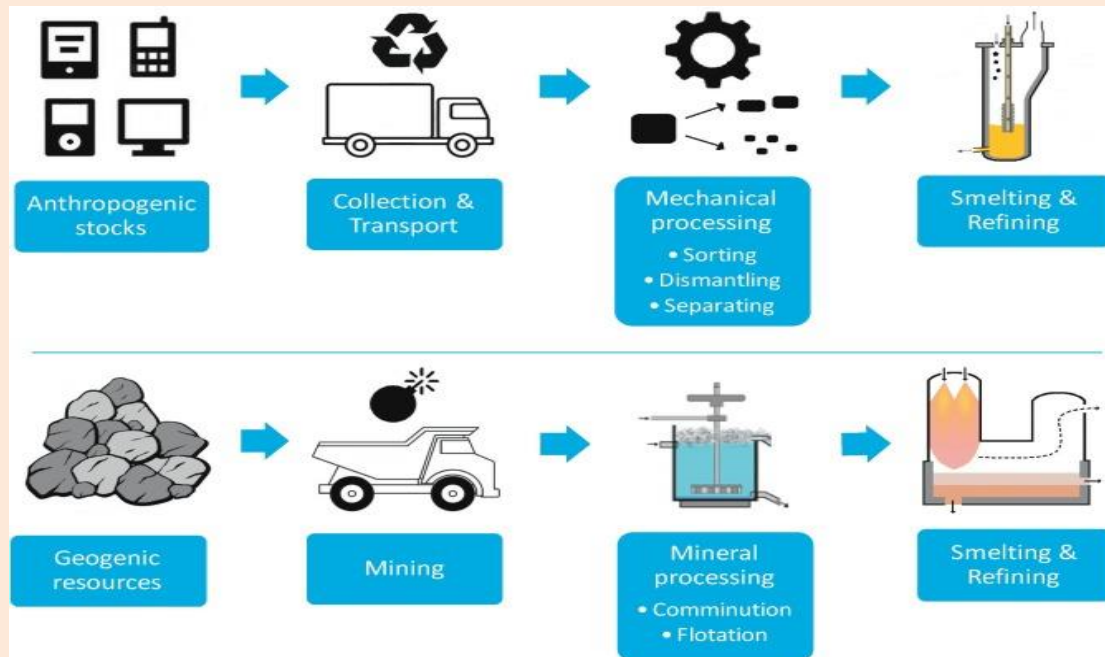 Anthropogenic
stocks
Collection &
Transport
Mechanical
processing
• Sorting
• Dismantling
• Separating
Smelting &
Refining
Geogenic
resources
Mining
Mineral
processing
• Comminution
• Flotation
Smelting &
Refining